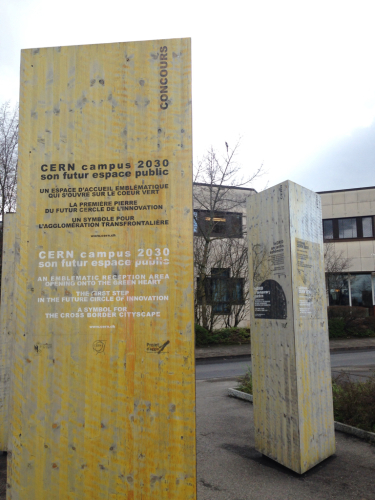 CONCOURS
CERN campus 2030
son futur espace public
UN ESPACE D'ACCUEIL EMBLÉMATIQUE
QUI S'OUVRE SUR LE COEUR VERT
LA PREMIÈRE PIERRE
DU FUTUR CERCLE DE L'INNOVATION
UN SYMBOLE POUR
L'AGGLOMÉRATION TRANSFRONTALIÈRE
CERN campus 2030
son futur espace public
AN EMBLEMATIC RECEPTION AREA
OPENING ONTO THE GREEN HEART
THE FIRST STEP
IN THE FUTURE CIRCLE OF INNOVATION
A SYMBOL FOR
THE CROSS BORDER CITYSCAPE